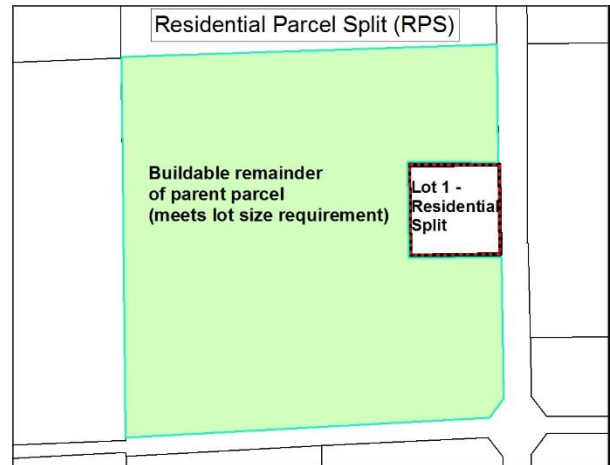 Residential Parcel Split (RPS)
Buildable remainder
of parent parcel
(meets lot size requirement)
Lot 1 -
Residential
Split